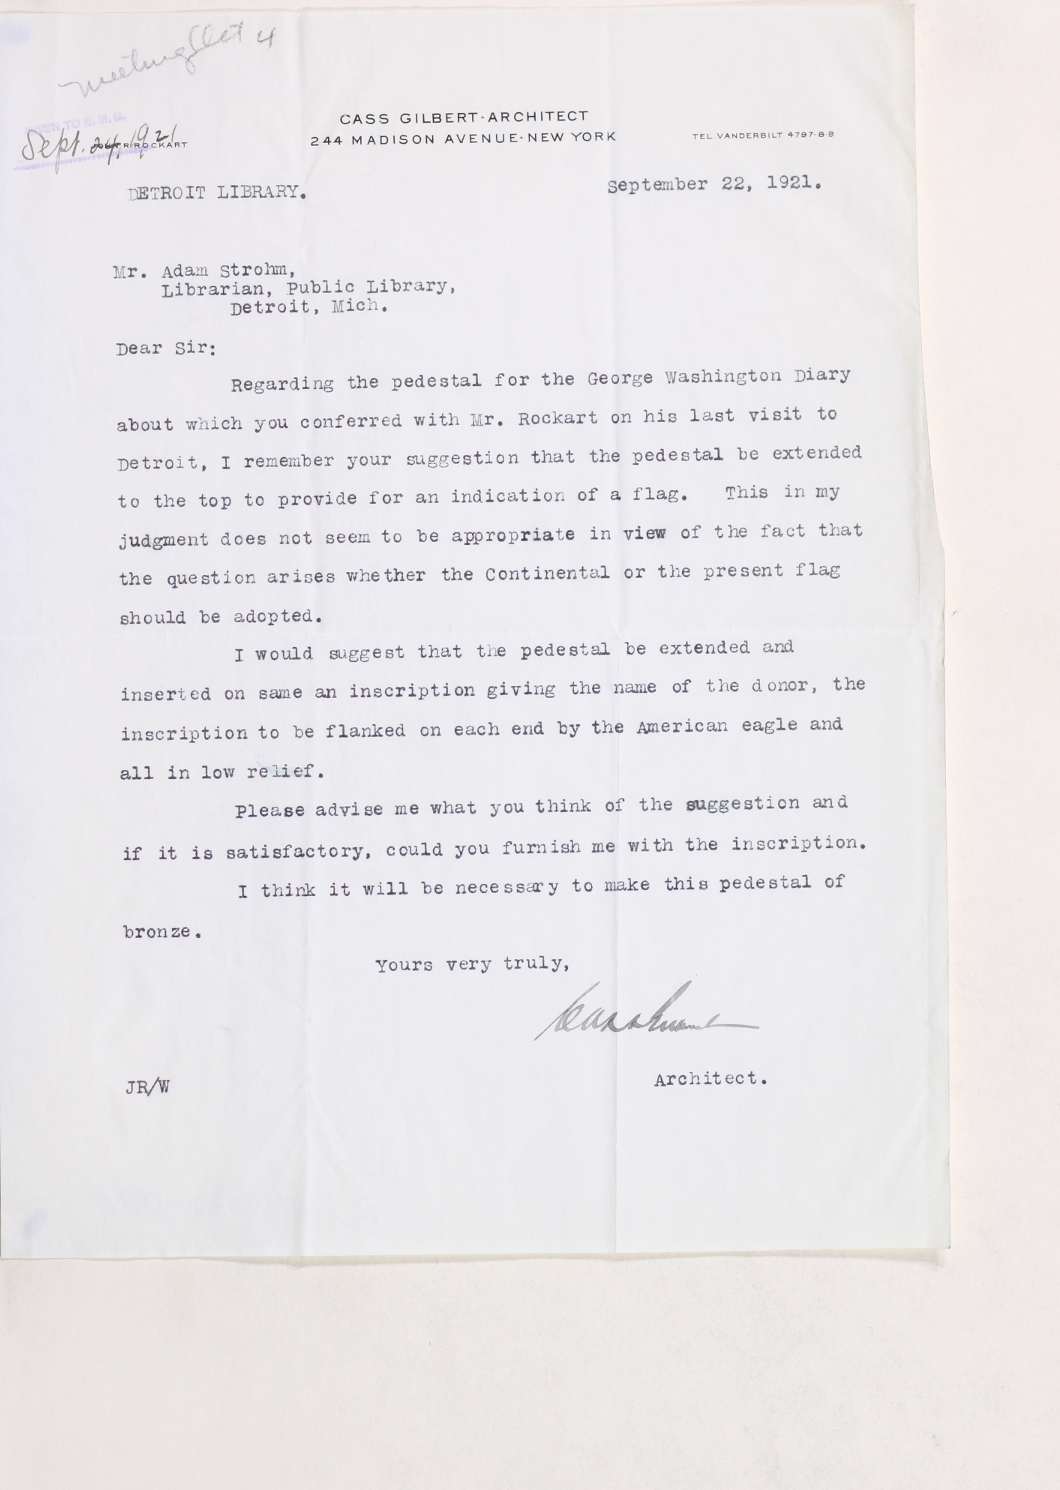 Meeting Oct 4
Sept. 24, 1921
ROCKART
CASS GILBERT·ARCHITECT
244 MADISON AVENUE·NEW YORK
TEL. VANDERBILT 4797-8-9
DETROIT LIBRARY.
September 22, 1921.
Mr. Adam Strohm,
Librarian, Public Library,
Detroit, Mich.
Dear Sir:
Regarding the pedestal for the George Washington Diary
about which you conferred with Mr. Rockart on his last visit to
Detroit, I remember your suggestion that the pedestal be extended
to the top to provide for an indication of a flag. This in my
judgment does not seem to be appropriate in view of the fact that
the question arises whether the Continental or the present flag
should be adopted.
I would suggest that the pedestal be extended and
inserted on same an inscription giving the name of the donor, the
inscription to be flanked on each end by the American eagle and
all in low relief.
Please advise me what you think of the suggestion and
if it is satisfactory, could you furnish me with the inscription.
I think it will be necessary to make this pedestal of
bronze.
Yours very truly,
Cass Gilbert
Architect.
JR/W